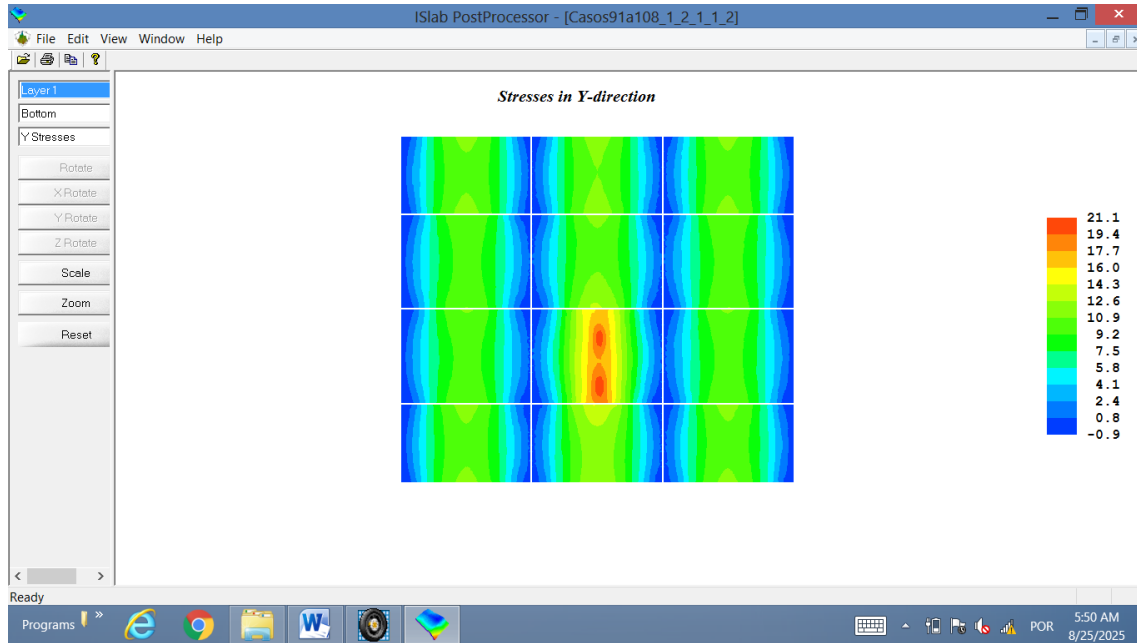 ISlab PostProcessor - [Casos91a108_1_2_1_1_2]
File Edit View Window Help
Layer1
Bottom
Y Stresses
Rotate
X Rotate
Y Rotate
Z Rotate
Scale
Zoom
Reset
Stresses in Y-direction
21.1
19.4
17.7
16.0
14.3
12.6
10.9
9.2
7.5
5.8
4.1
2.4
0.8
-0.9
Ready
Programs
POR
5:50 AM
8/25/2025